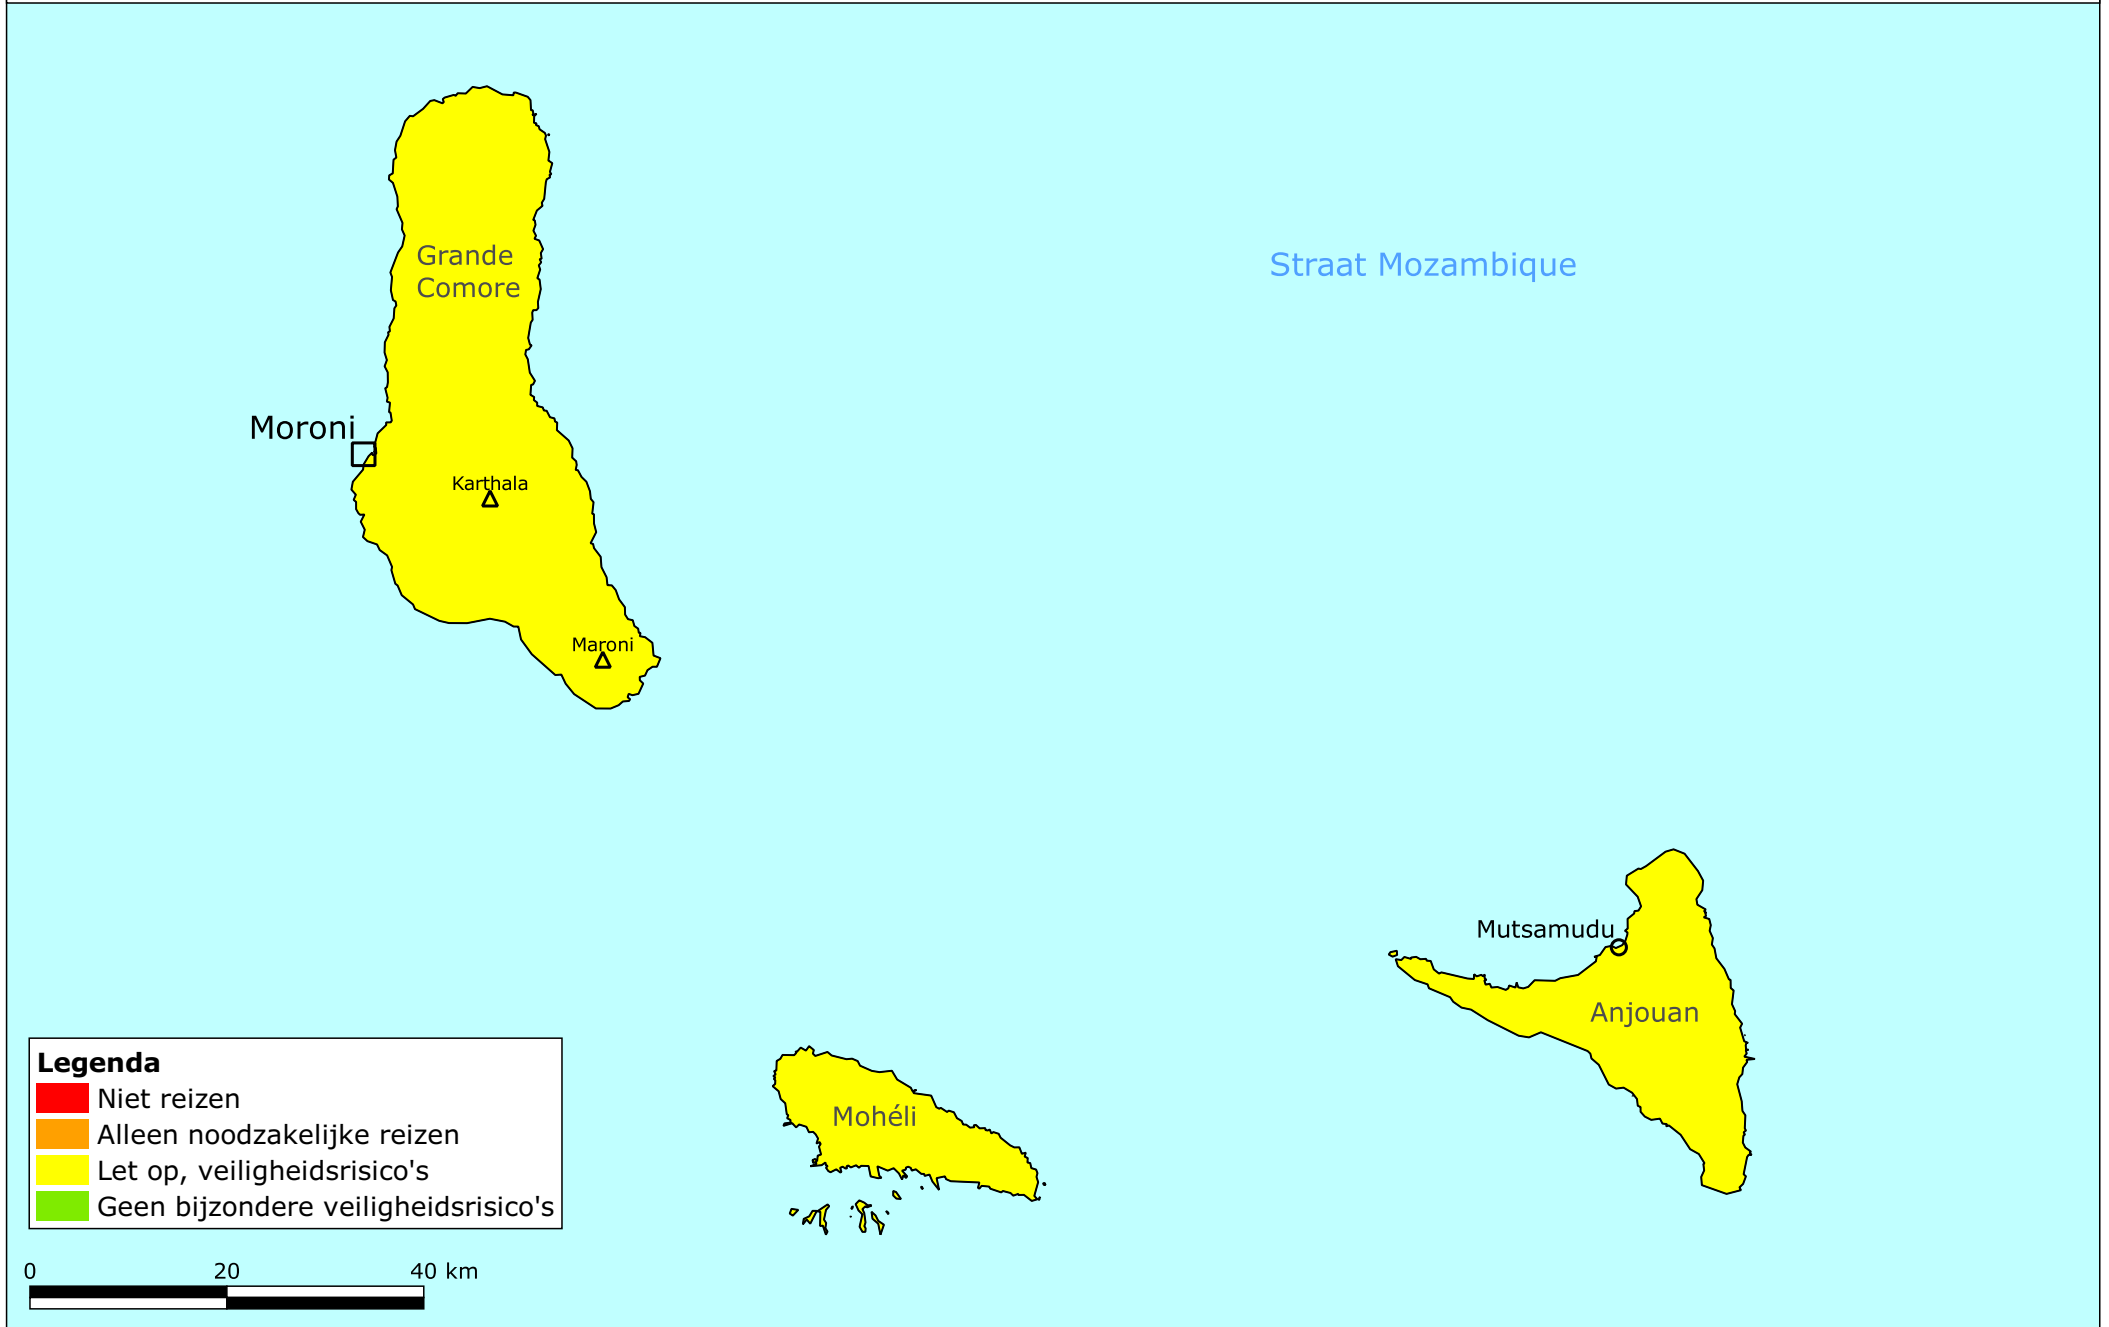 Grande
Comore
Straat Mozambique
Moroni
Karthala
Maroni
Mutsamudu
Anjouan
Mohéli
Legenda
Niet reizen
Alleen noodzakelijke reizen
Let op, veiligheidsrisico's
Geen bijzondere veiligheidsrisico's
0 20 40 km